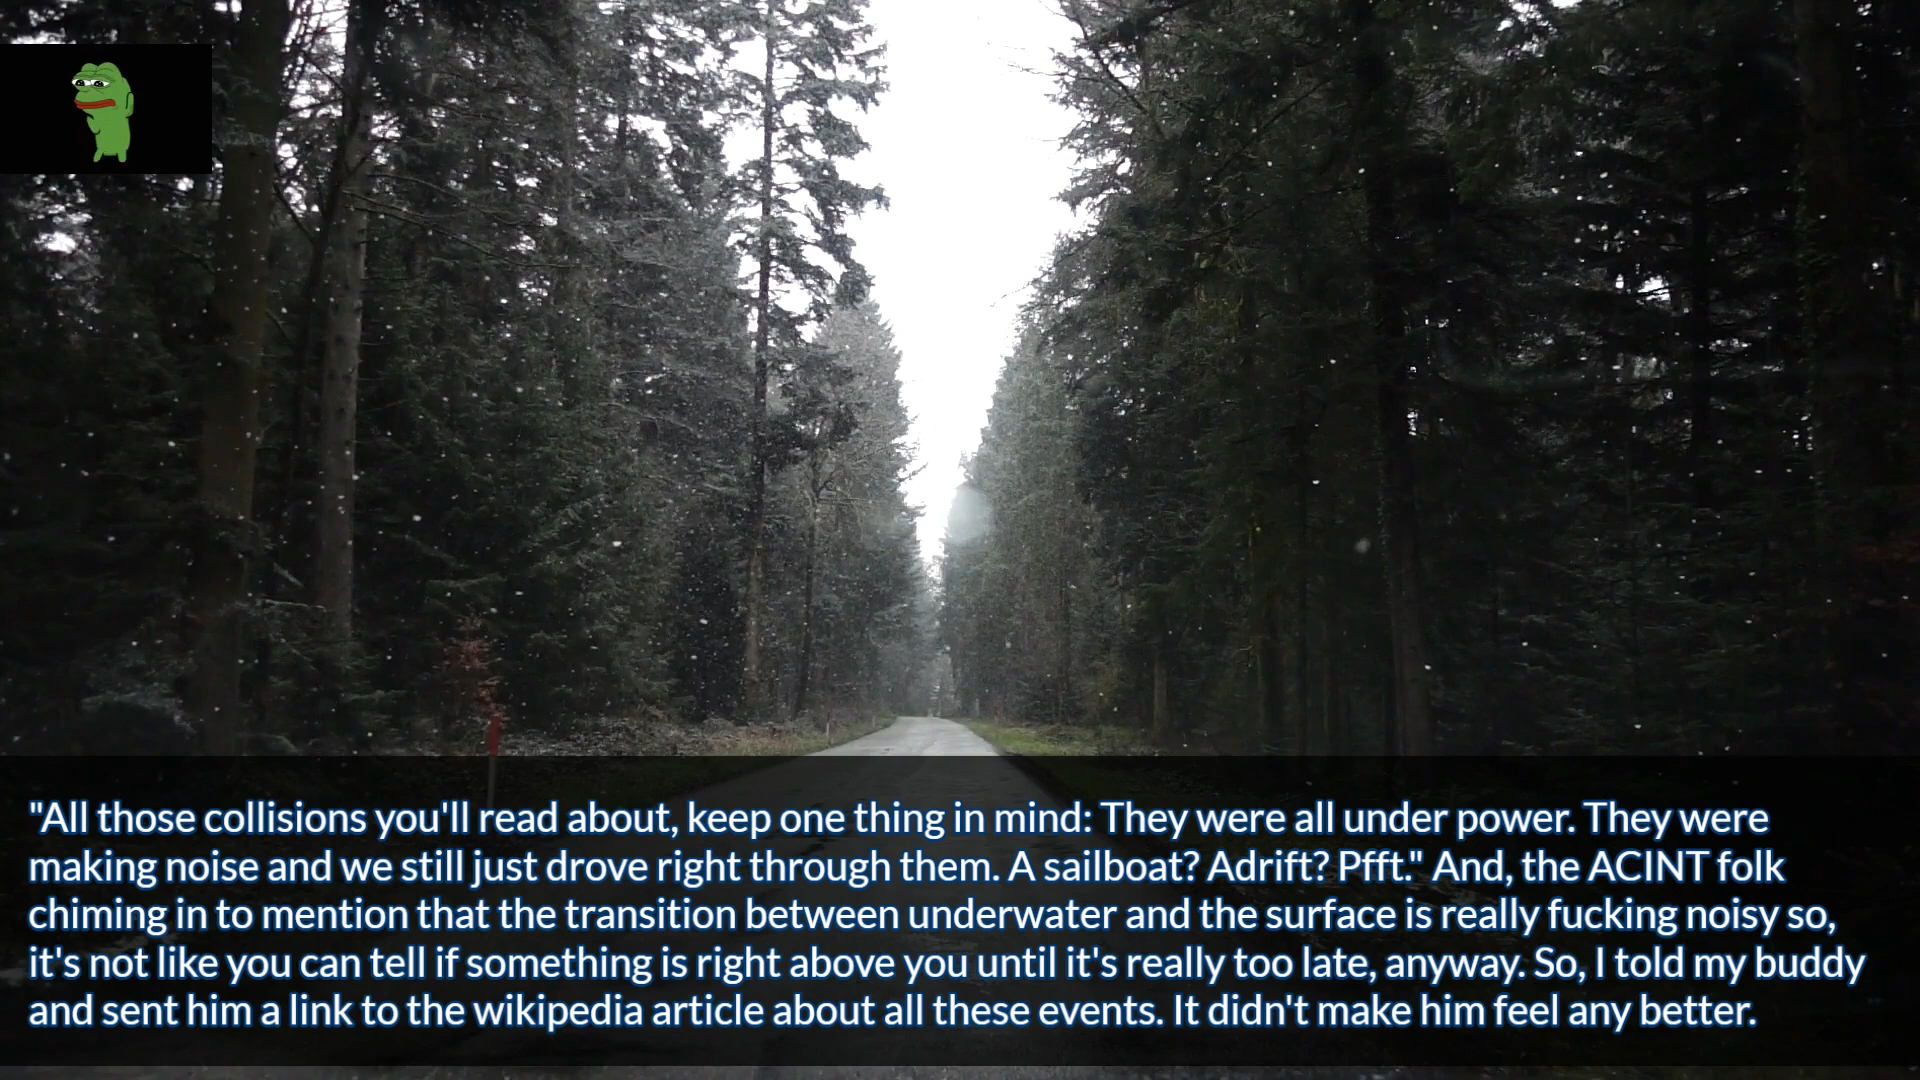 "All those collisions you'll read about, keep one thing in mind: They were all under power. They were
making noise and we still just drove right through them. A sailboat? Adrift? Pfft." And, the ACINT folk
chiming in to mention that the transition between underwater and the surface is really fucking noisy so,
it's not like you can tell if something is right above you until it's really too late, anyway. So, I told my buddy
and sent him a link to the wikipedia article about all these events. It didn't make him feel any better.